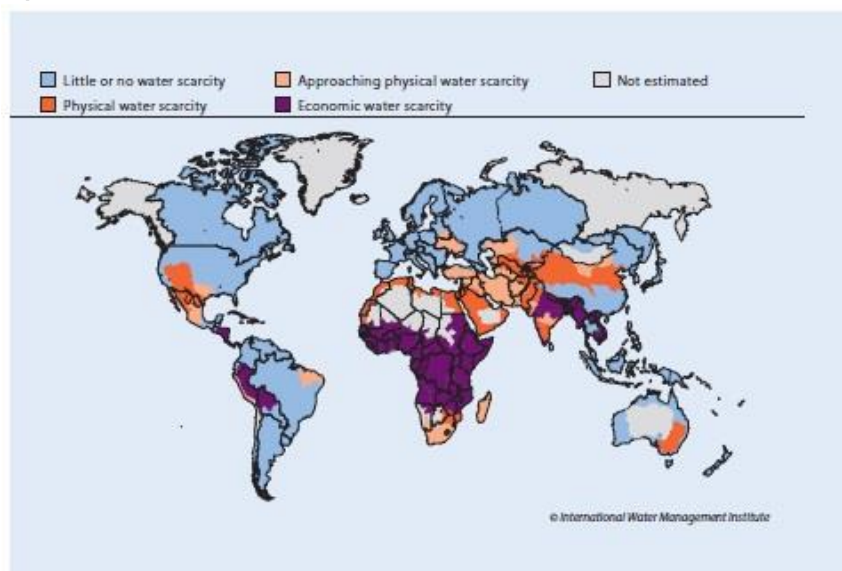 Little or no water scarcity
Approaching physical water scarcity
Not estimated
Physical water scarcity
Economic water scarcity
© International Water Management Institute